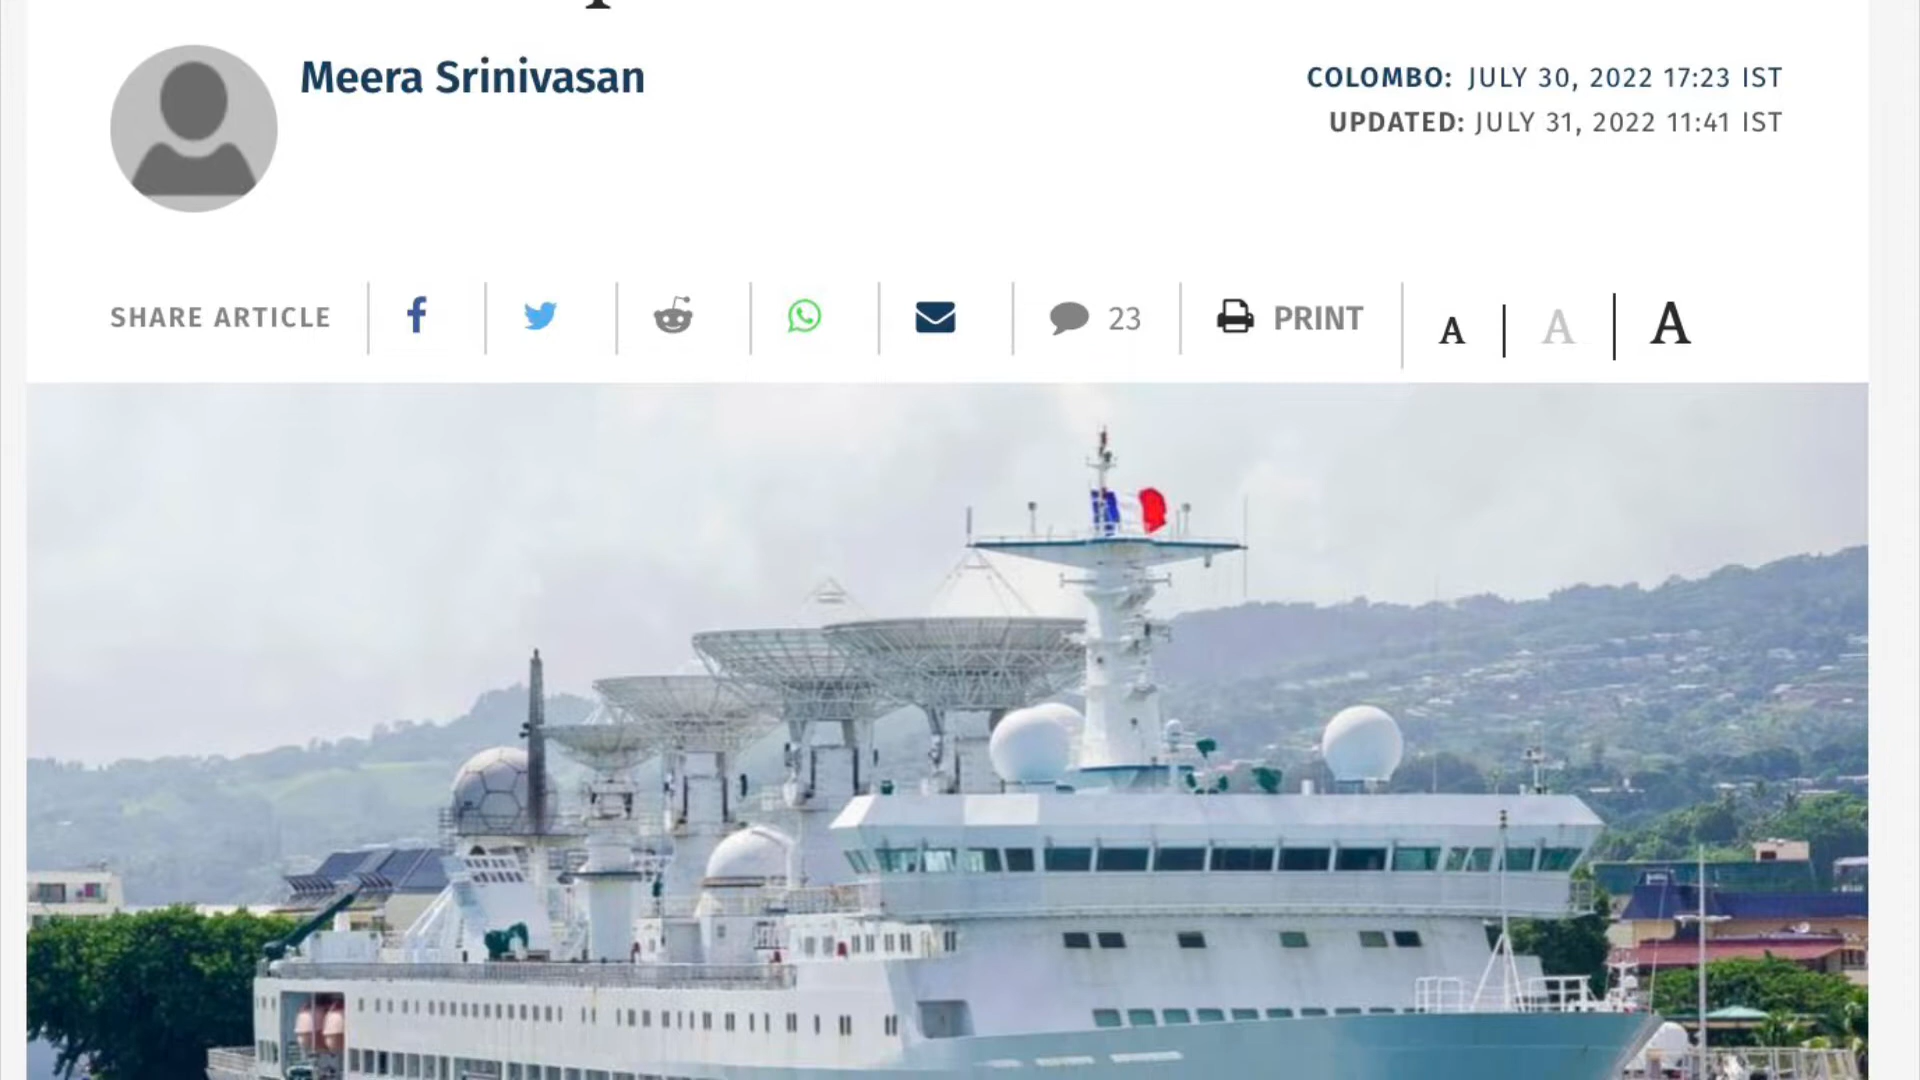 Meera Srinivasan
COLOMBO: JULY 30, 2022 17:23 IST
UPDATED: JULY 31, 2022 11:41 IST
SHARE ARTICLE
23
PRINT
A
A
A